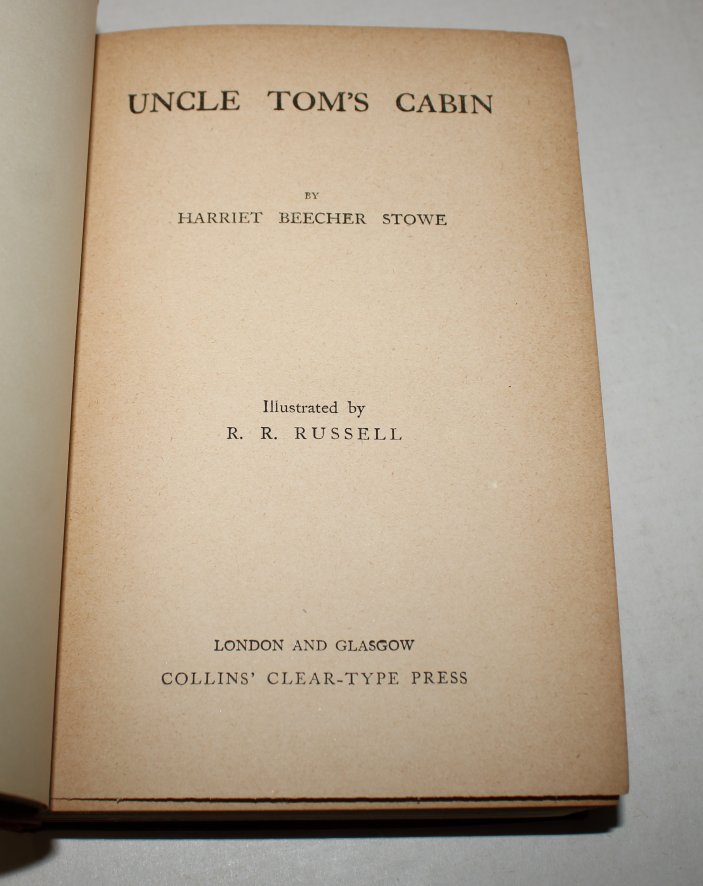 UNCLE TOM'S CABIN
BY
HARRIET BEECHER STOWE
Illustrated by
R. R. RUSSELL
LONDON AND GLASGOW
COLLINS' CLEAR-TYPE PRESS